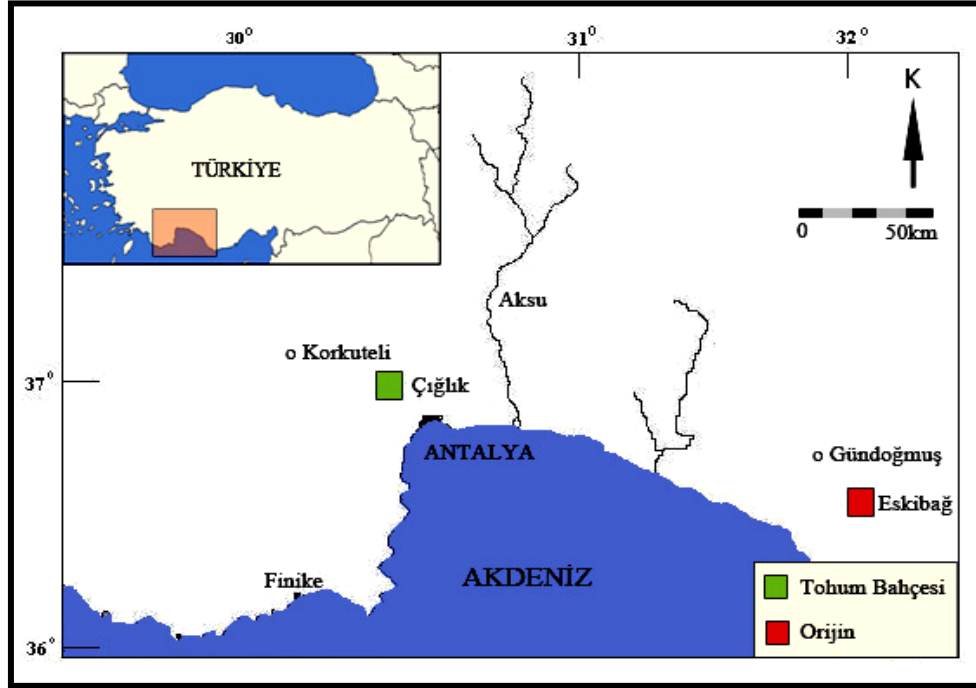 30° 31° 32°
K
TÜRKİYE
0 50km
Aksu
o Korkuteli
37°
Çığlık
ANTALYA
o Gündoğmuş
Eskibağ
Finike
AKDENİZ
Tohum Bahçesi
Orijin
36°